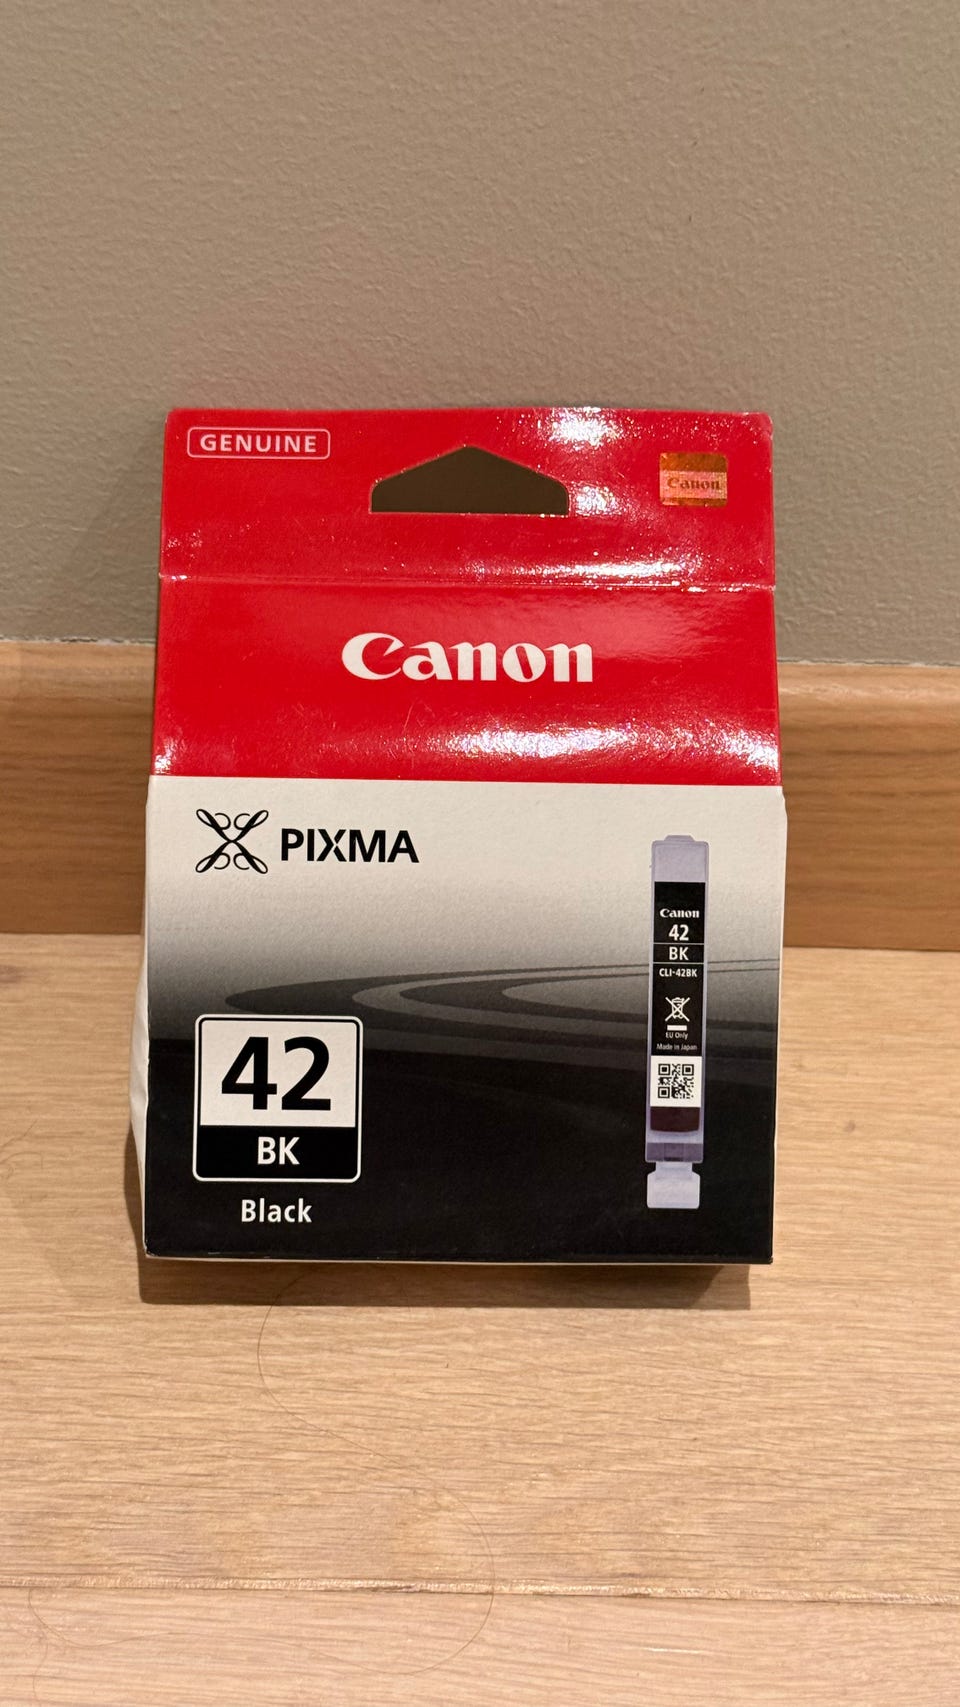 GENUINE
Canon
Canon
PIXMA
Canon
42
BK
CLI-42BK
EU Only
Made in Japan
42
BK
Black